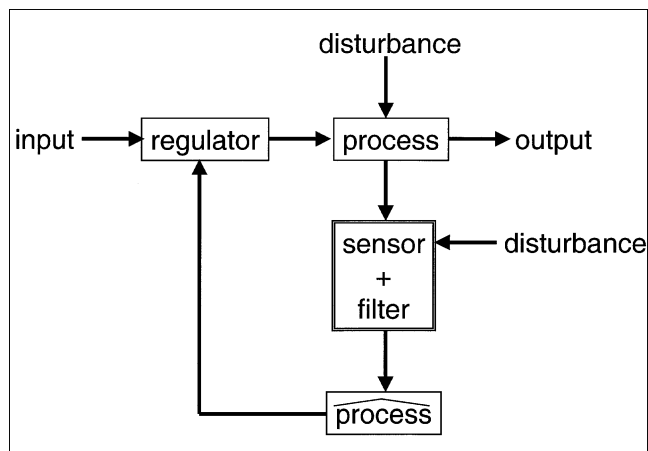 disturbance
input
regulator
process
output
sensor
+
filter
disturbance
process